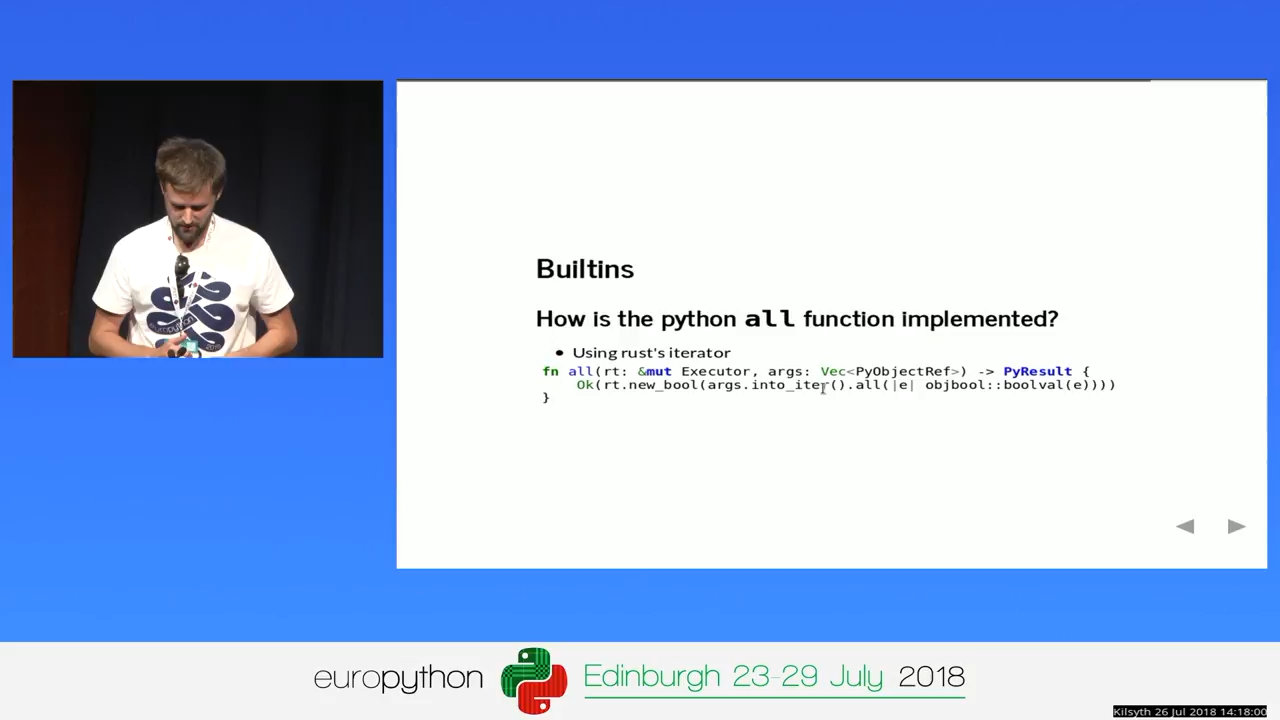 Builtins
How is the python all function implemented?
Using rust's iterator
fn all(rt: &mut Executor, args: Vec<PyObjectRef>) -> PyResult {
Ok(rt.new_bool(args.into_iter().all(|e| objbool::boolval(e))))
}
europython Edinburgh 23-29 July 2018
Kilsyth 26 Jul 2018 14:18:00